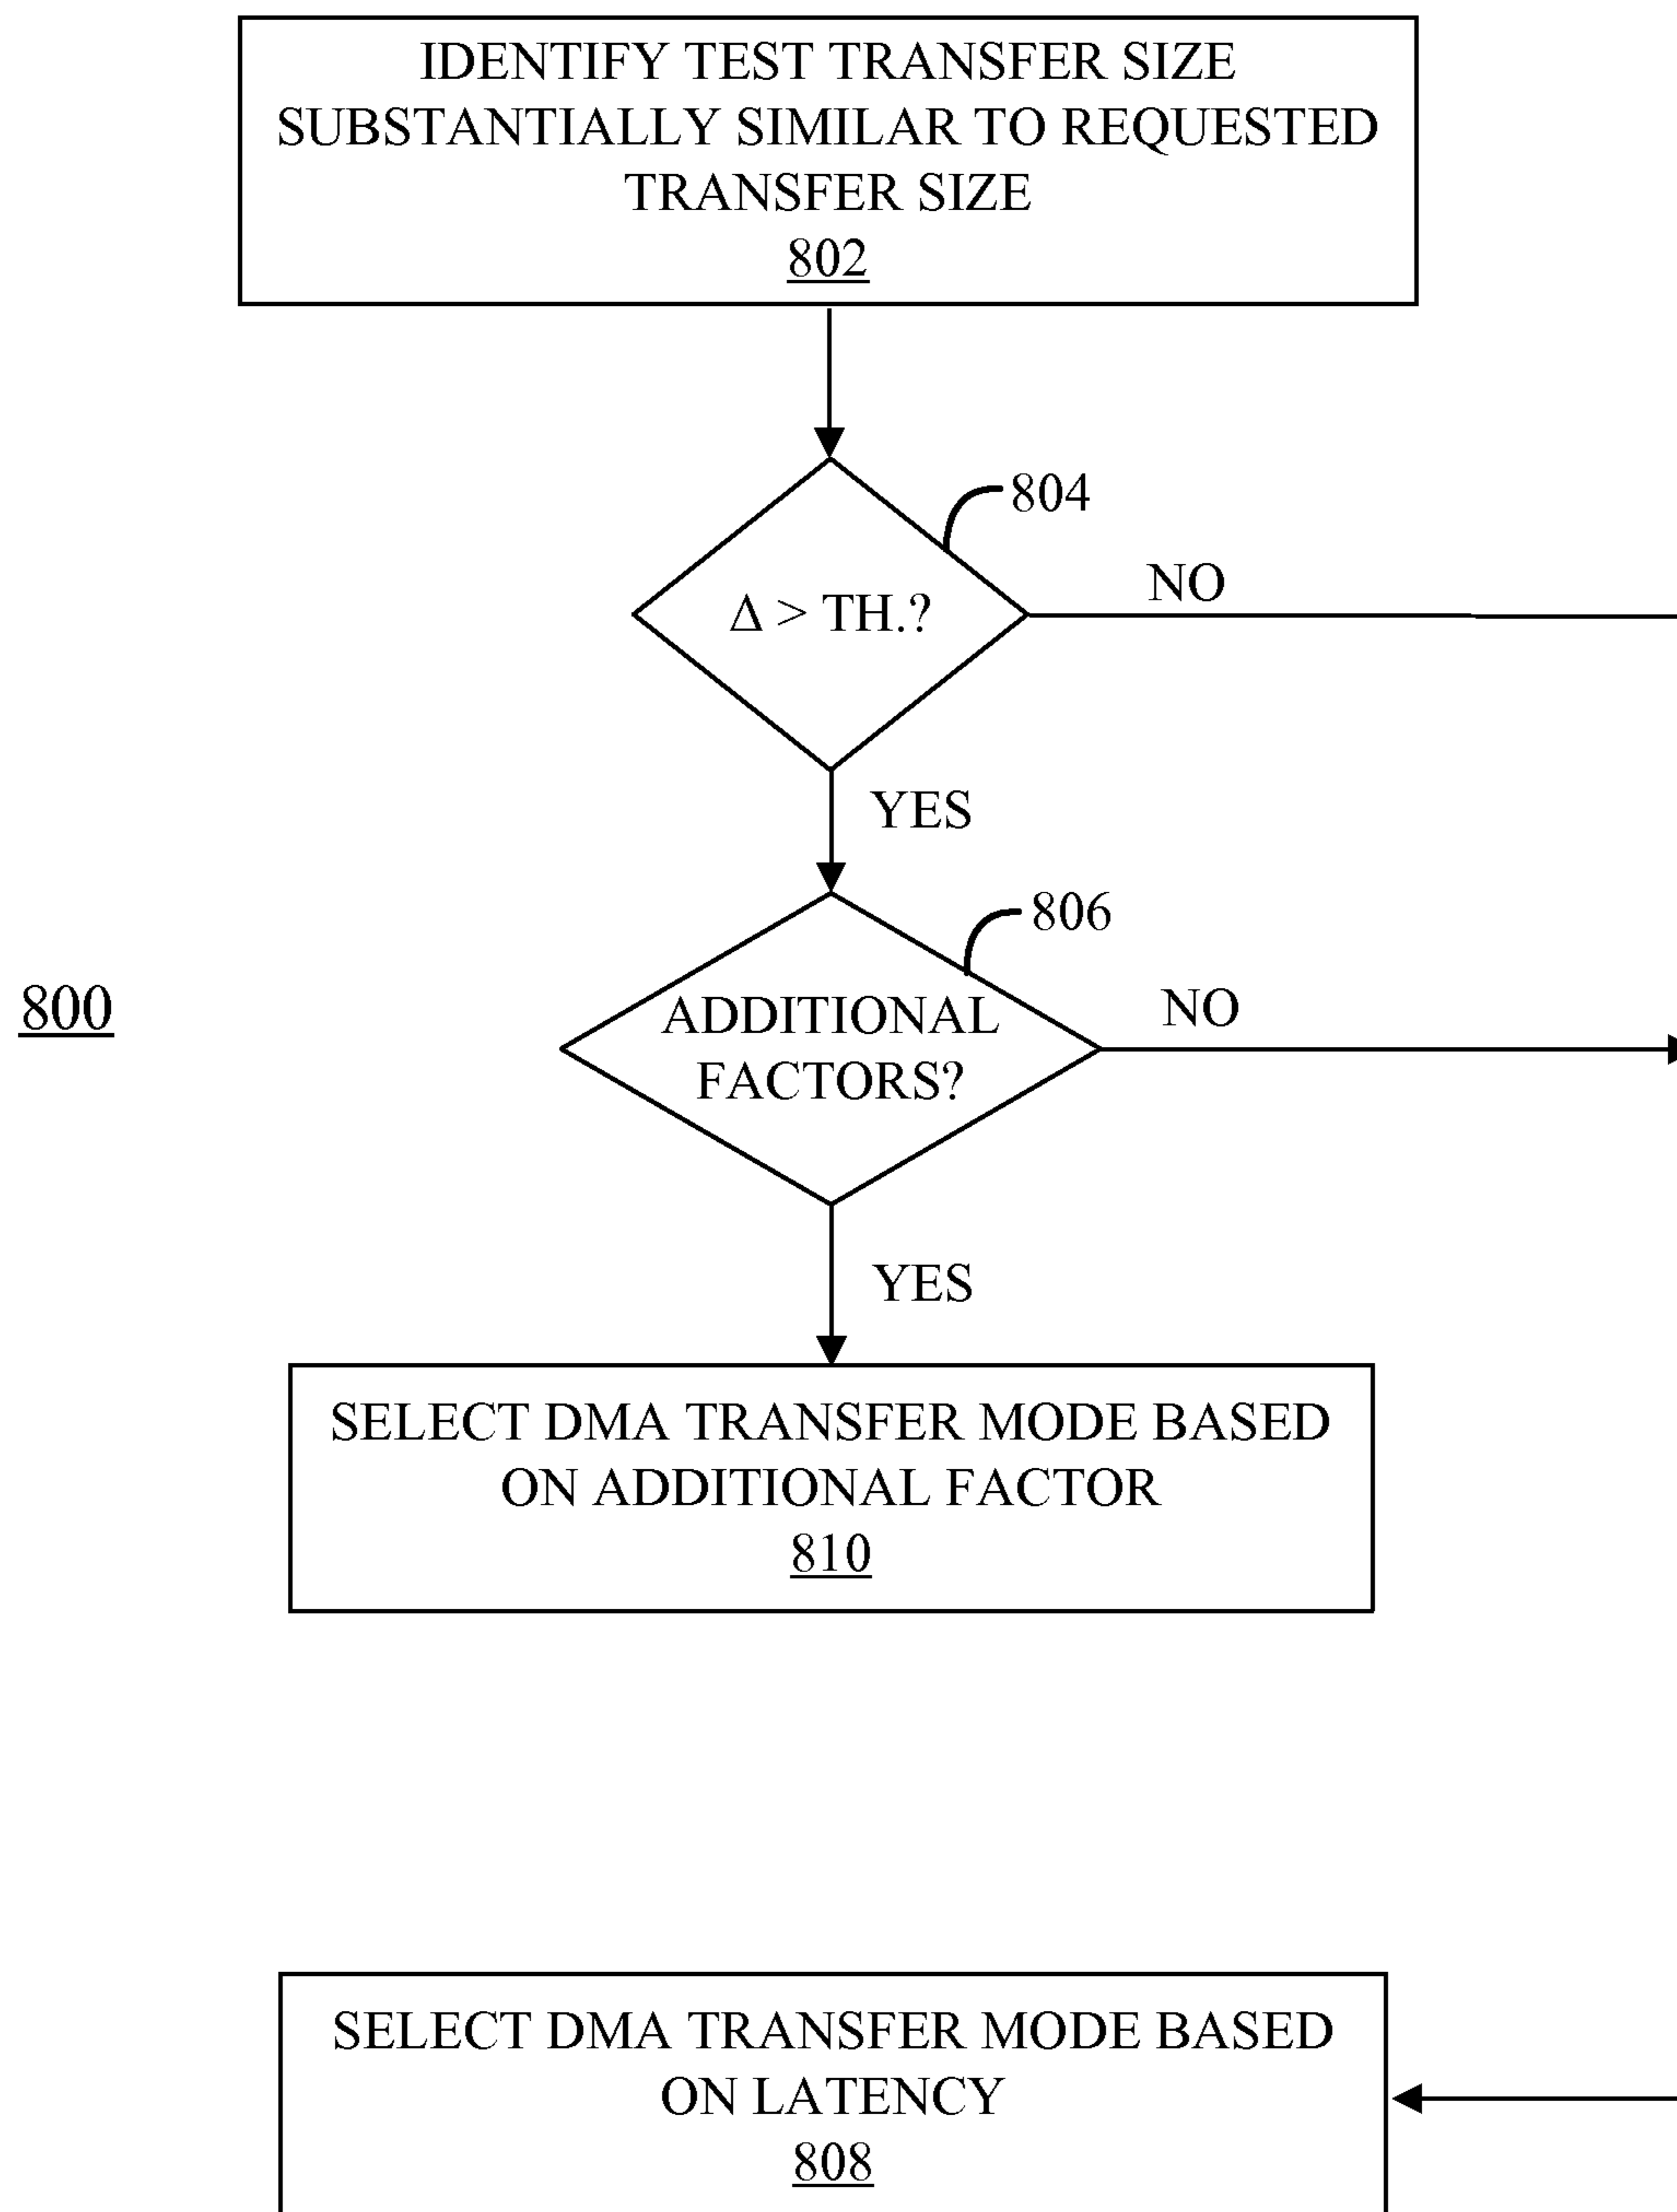 IDENTIFY TEST TRANSFER SIZE
SUBSTANTIALLY SIMILAR TO REQUESTED
TRANSFER SIZE
802
804
Δ > TH.?
NO
YES
806
800
ADDITIONAL
FACTORS?
NO
YES
SELECT DMA TRANSFER MODE BASED
ON ADDITIONAL FACTOR
810
SELECT DMA TRANSFER MODE BASED
ON LATENCY
808